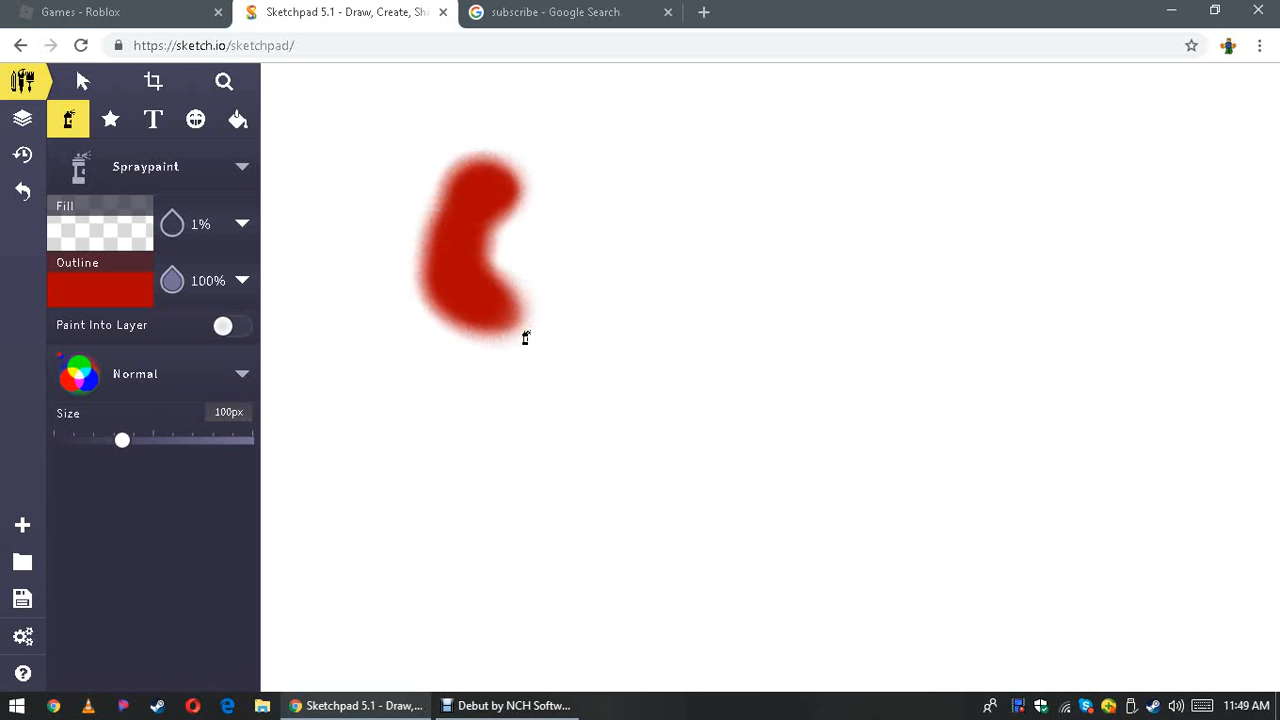 Games - Roblox
Sketchpad 5.1 - Draw, Create, Sh
subscribe - Google Search
https://sketch.io/sketchpad/
T
Spraypaint
Fill
1%
Outline
100%
Paint Into Layer
Normal
Size
100px
Sketchpad 5.1 - Draw,...
Debut by NCH Softw...
11:49 AM